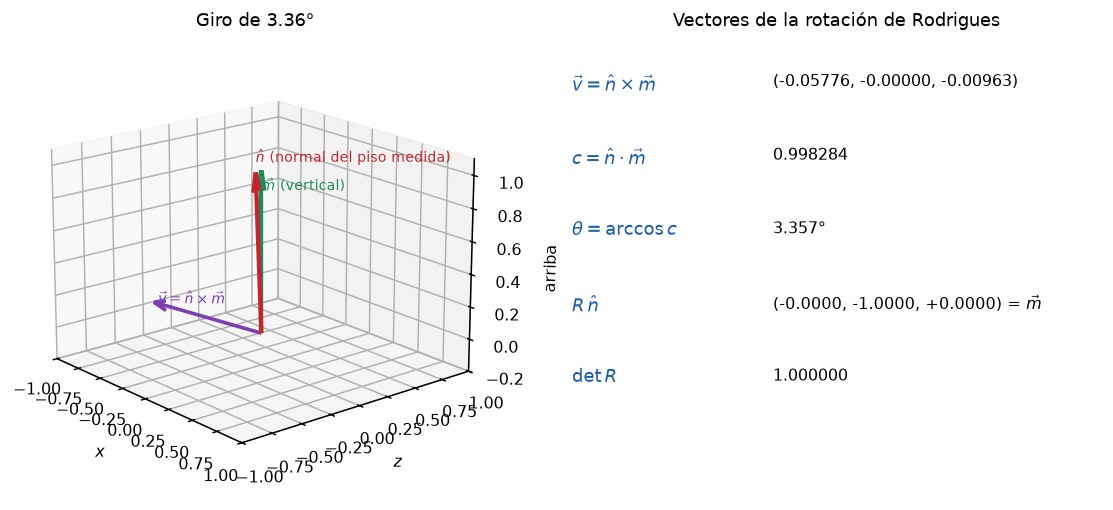 Giro de 3.36°
n̂ (normal del piso medida)
m⃗ (vertical)
v⃗ = n̂ × m⃗
1.0
0.8
0.6
0.4
0.2
0.0
−0.2
arriba
−1.00
−0.75
−0.50
−0.25
0.00
0.25
0.50
0.75
1.00
x
−1.00
−0.75
−0.50
−0.25
0.00
0.25
0.50
0.75
1.00
z
Vectores de la rotación de Rodrigues
v⃗ = n̂ × m⃗ (-0.05776, -0.00000, -0.00963)
c = n̂ · m⃗ 0.998284
θ = arccos c 3.357°
R n̂ (-0.0000, -1.0000, +0.0000) = m⃗
det R 1.000000